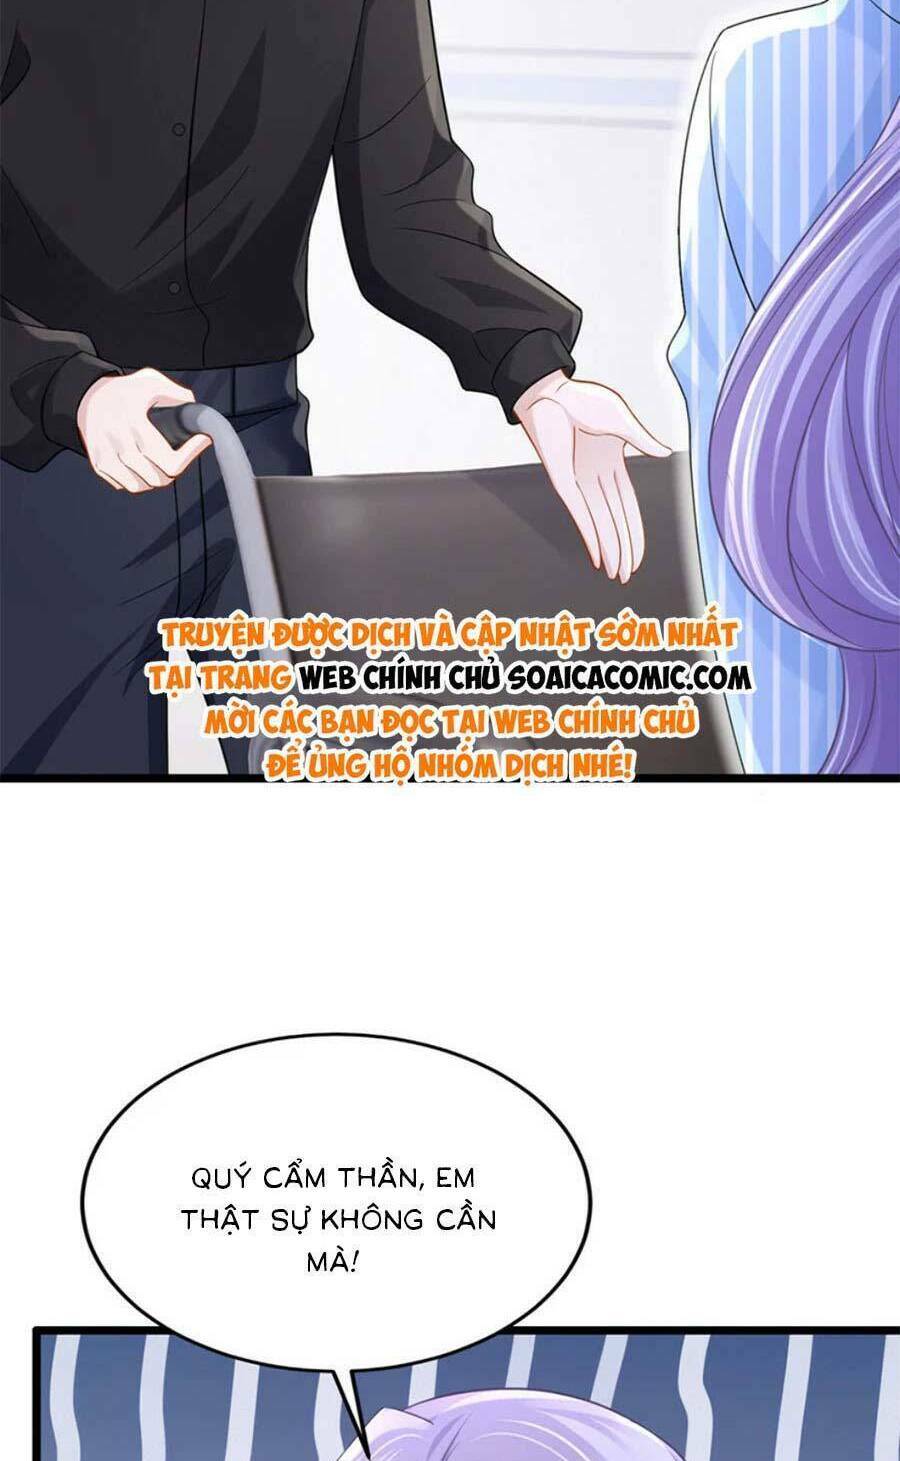 TRUYỆN ĐƯỢC DỊCH VÀ CẬP NHẬT SỚM NHẤT
TẠI TRANG WEB CHÍNH CHỦ SOAICACOMIC.COM
MỜI CÁC BẠN ĐỌC TẠI WEB CHÍNH CHỦ
ĐỂ ỦNG HỘ NHÓM DỊCH NHÉ!
QUÝ CẨM THẦN, EM
THẬT SỰ KHÔNG CẦN
MÀ!